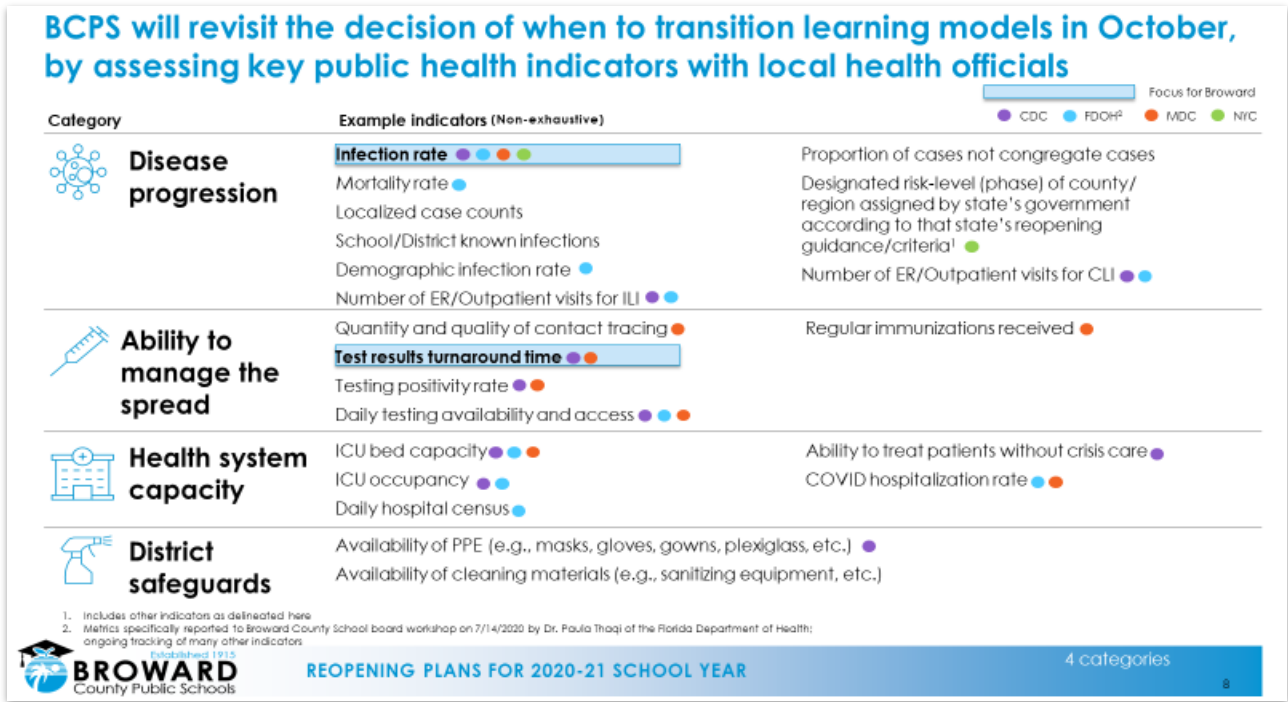 BCPS will revisit the decision of when to transition learning models in October,
by assessing key public health indicators with local health officials
Focus for Broward
Category
Example indicators (Non-exhaustive)
CDC FDOH² MDC NYC
Disease
progression
Infection rate
Mortality rate
Localized case counts
School/District known infections
Demographic infection rate
Number of ER/Outpatient visits for ILI
Proportion of cases not congregate cases
Designated risk-level (phase) of county/
region assigned by state's government
according to that state's reopening
guidance/criteria¹
Number of ER/Outpatient visits for CLI
Ability to
manage the
spread
Quantity and quality of contact tracing
Test results turnaround time
Testing positivity rate
Daily testing availability and access
Regular immunizations received
Health system
capacity
ICU bed capacity
ICU occupancy
Daily hospital census
Ability to treat patients without crisis care
COVID hospitalization rate
District
safeguards
Availability of PPE (e.g., masks, gloves, gowns, plexiglass, etc.)
Availability of cleaning materials (e.g., sanitizing equipment, etc.)
1. Includes other indicators as delineated here
2. Metrics specifically reported to Broward County School board workshop on 7/14/2020 by Dr. Paula Thaqi of the Florida Department of Health;
ongoing tracking of many other indicators
Established 1915
BROWARD
County Public Schools
REOPENING PLANS FOR 2020-21 SCHOOL YEAR
4 categories
8